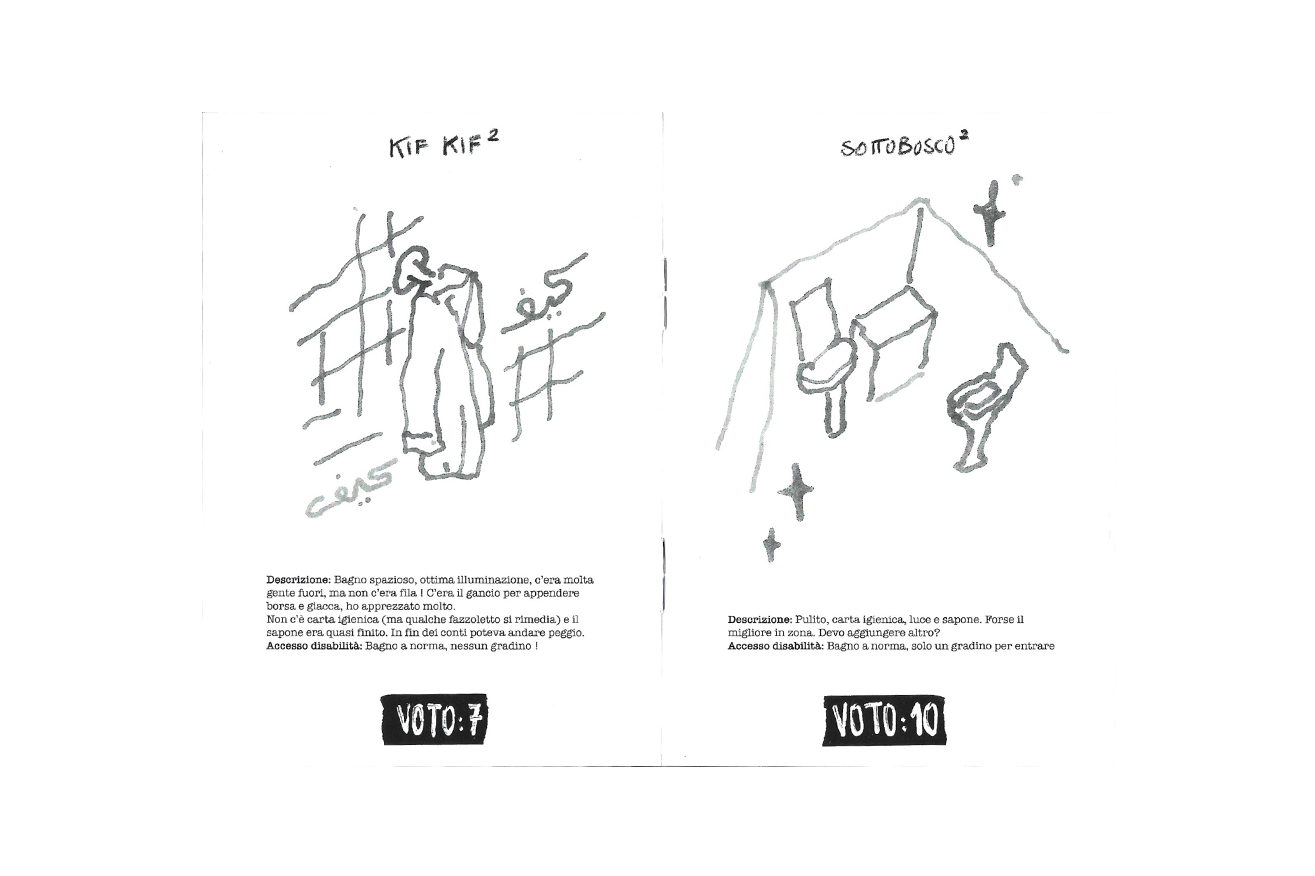 KIF KIF²
كيف
كيف
Descrizione: Bagno spazioso, ottima illuminazione, c'era molta
gente fuori, ma non c'era fila ! C'era il gancio per appendere
borsa e giacca, ho apprezzato molto.
Non c'è carta igienica (ma qualche fazzoletto si rimedia) e il
sapone era quasi finito. In fin dei conti poteva andare peggio.
Accesso disabilità: Bagno a norma, nessun gradino !
VOTO:7
SOTTOBOSCO²
Descrizione: Pulito, carta igienica, luce e sapone. Forse il
migliore in zona. Devo aggiungere altro?
Accesso disabilità: Bagno a norma, solo un gradino per entrare
VOTO:10